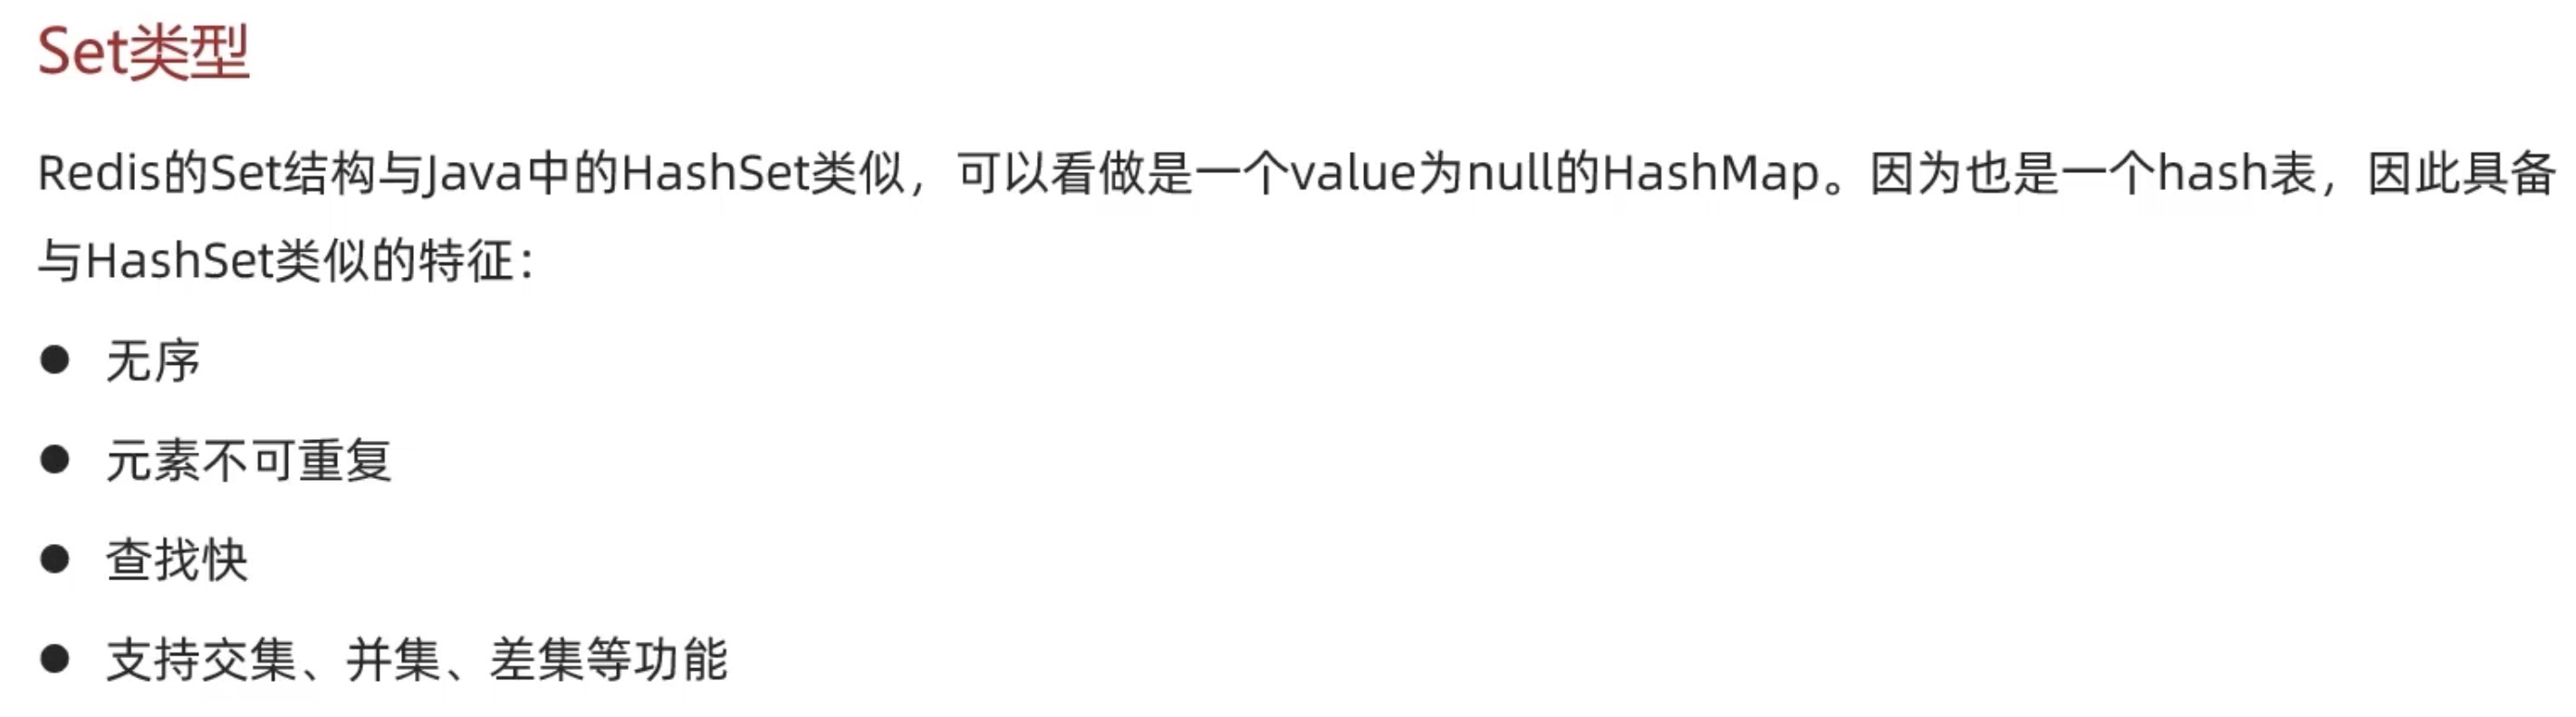 Set类型
Redis的Set结构与Java中的HashSet类似，可以看做是一个value为null的HashMap。因为也是一个hash表，因此具备
与HashSet类似的特征：
● 无序
● 元素不可重复
● 查找快
● 支持交集、并集、差集等功能